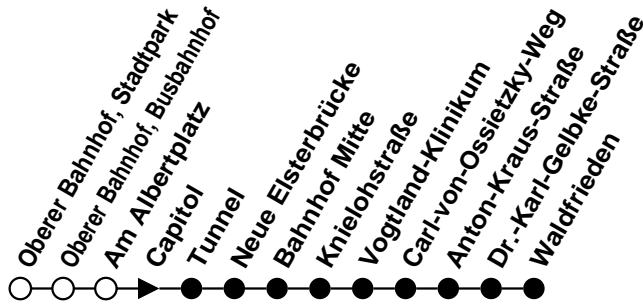 Oberer Bahnhof, Stadtpark
Oberer Bahnhof, Busbahnhof
Am Albertplatz
Capitol
Tunnel
Neue Elsterbrücke
Bahnhof Mitte
Knielohstraße
Vogtland-Klinikum
Carl-von-Ossietzky-Weg
Anton-Kraus-Straße
Dr.-Karl-Gelbke-Straße
Waldfrieden